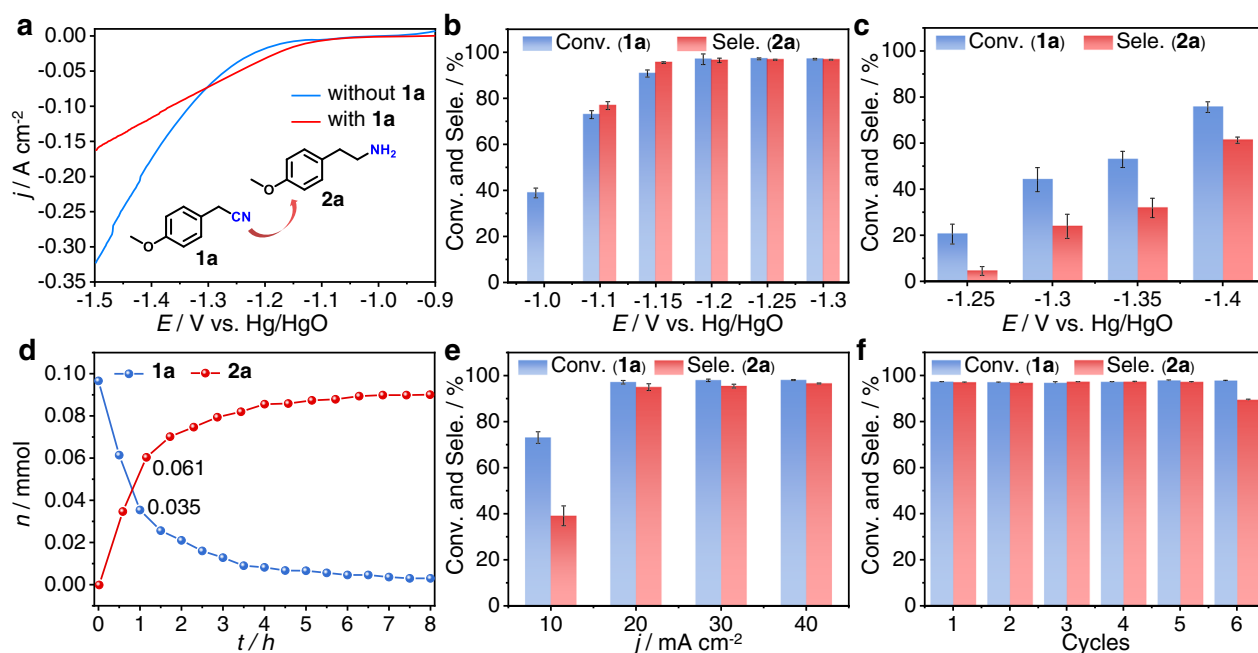 a
0.00
-0.05
-0.10
-0.15
-0.20
-0.25
-0.30
-0.35
j / A cm-2
without 1a
with 1a
NH2
O
2a
CN
O
1a
-1.5 -1.4 -1.3 -1.2 -1.1 -1.0 -0.9
E / V vs. Hg/HgO
b
Conv. (1a) Sele. (2a)
100
80
60
40
20
0
Conv. and Sele. / %
-1.0 -1.1 -1.15 -1.2 -1.25 -1.3
E / V vs. Hg/HgO
c
Conv. (1a) Sele. (2a)
100
80
60
40
20
0
Conv. and Sele. / %
-1.25 -1.3 -1.35 -1.4
E / V vs. Hg/HgO
d
1a 2a
0.10
0.08
0.06
0.04
0.02
0.00
n / mmol
0.061
0.035
0 1 2 3 4 5 6 7 8
t / h
e
Conv. (1a) Sele. (2a)
100
80
60
40
20
0
Conv. and Sele. / %
10 20 30 40
j / mA cm-2
f
Conv. (1a) Sele. (2a)
100
80
60
40
20
0
Conv. and Sele. / %
1 2 3 4 5 6
Cycles